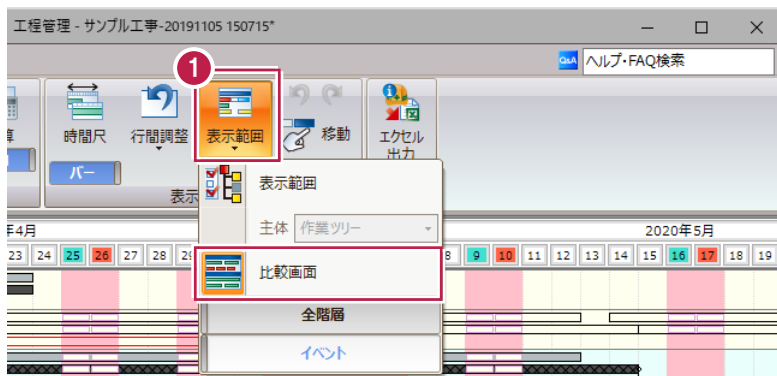 工程管理 - サンプル工事-20191105 150715*
Q&A ヘルプ・FAQ検索
1
算 時間尺 行間調整 表示範囲 移動 エクセル出力
バー
表示
表示範囲
主体 作業ツリー
比較画面
全階層
イベント
年4月 2020年5月
23 24 25 26 27 28 8 9 10 11 12 13 14 15 16 17 18 19